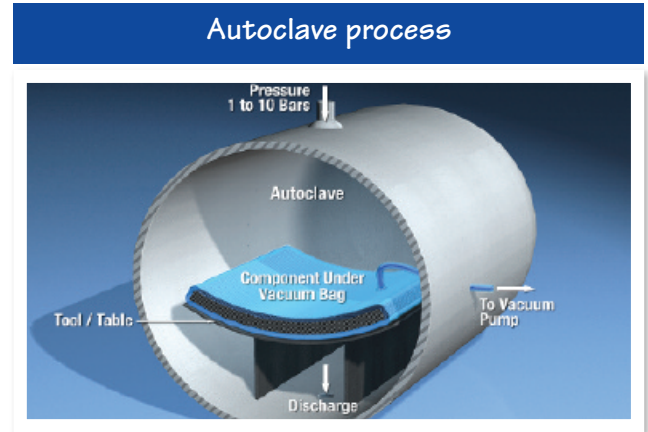 Autoclave process
Pressure
1 to 10 Bars
Autoclave
Component Under
Vacuum Bag
Tool / Table
To Vacuum
Pump
Discharge